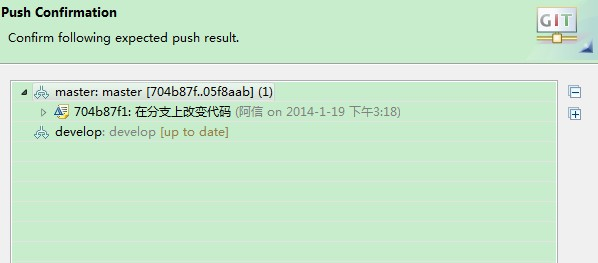 Push Confirmation
Confirm following expected push result.
GIT
master: master [704b87f..05f8aab] (1)
704b87f1: 在分支上改变代码 (阿信 on 2014-1-19 下午3:18)
develop: develop [up to date]